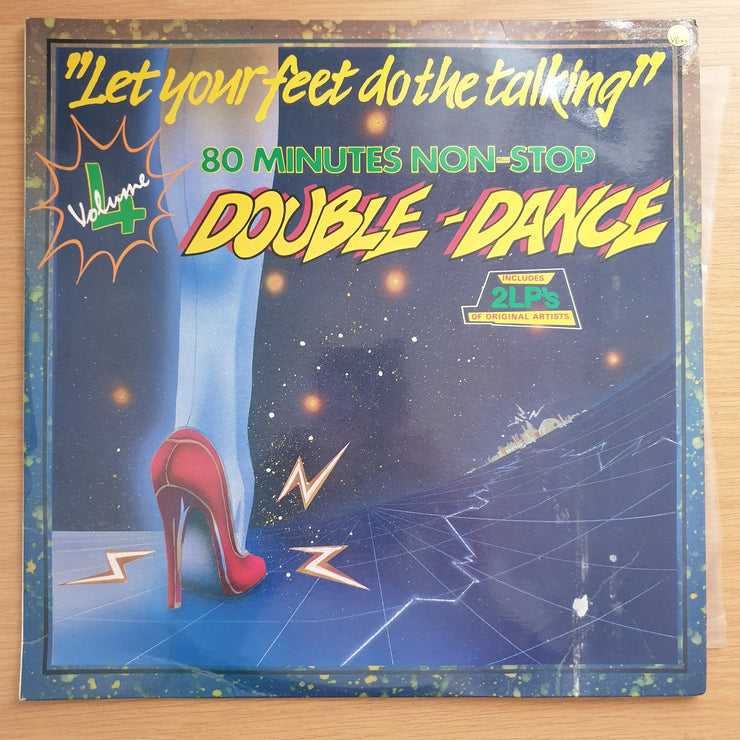 "Let your feet do the talking"
80 MINUTES NON-STOP
Volume 4
DOUBLE-DANCE
INCLUDES
2LP's
OF ORIGINAL ARTISTS